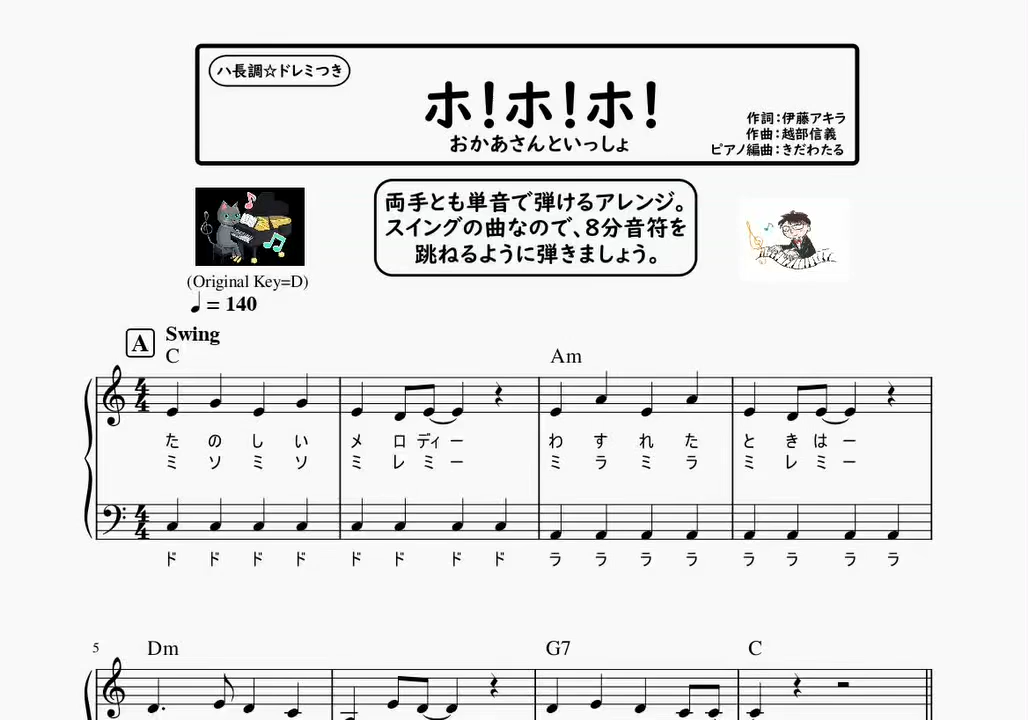 ハ長調☆ドレミつき
ホ！ホ！ホ！
おかあさんといっしょ
作詞：伊藤アキラ
作曲：越部信義
ピアノ編曲：きだわたる
両手とも単音で弾けるアレンジ。
スイングの曲なので、8分音符を
跳ねるように弾きましょう。
(Original Key=D)
♩ = 140
A
Swing
C Am
た の し い メ ロ ディ ー わ す れ た と き は ー
ミ ソ ミ ソ ミ レ ミ ー ミ ラ ミ ラ ミ レ ミ ー
ド ド ド ド ド ド ド ド ラ ラ ラ ラ ラ ラ ラ ラ
5
Dm G7 C